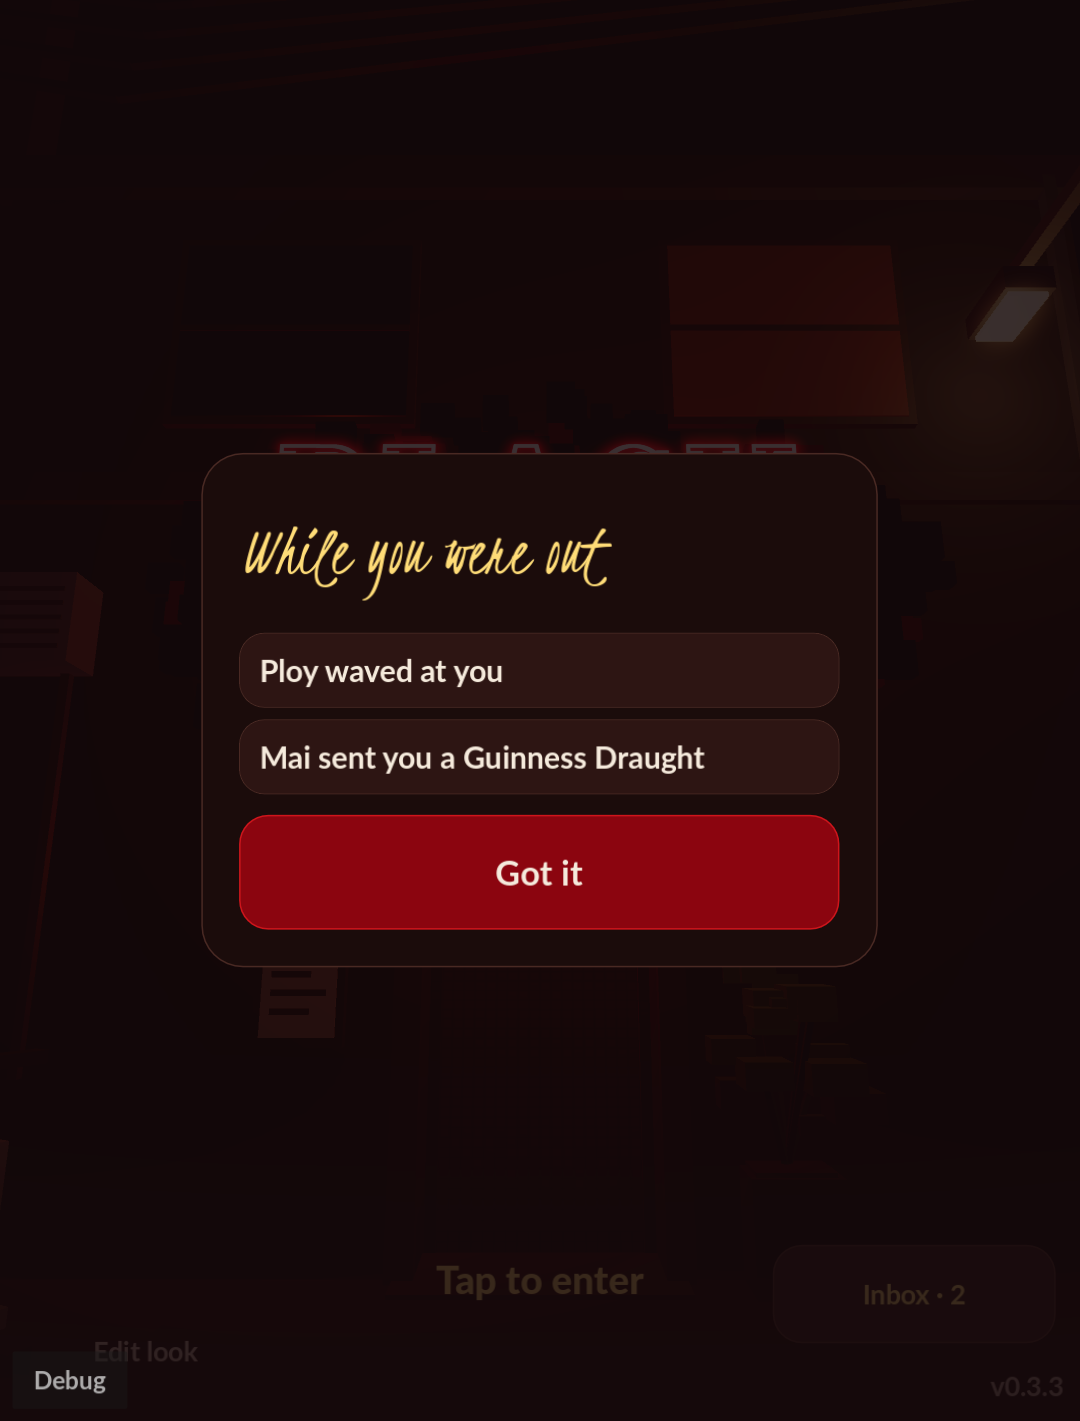 While you were out
Ploy waved at you
Mai sent you a Guinness Draught
Got it
Tap to enter
Inbox · 2
Edit look
Debug
v0.3.3